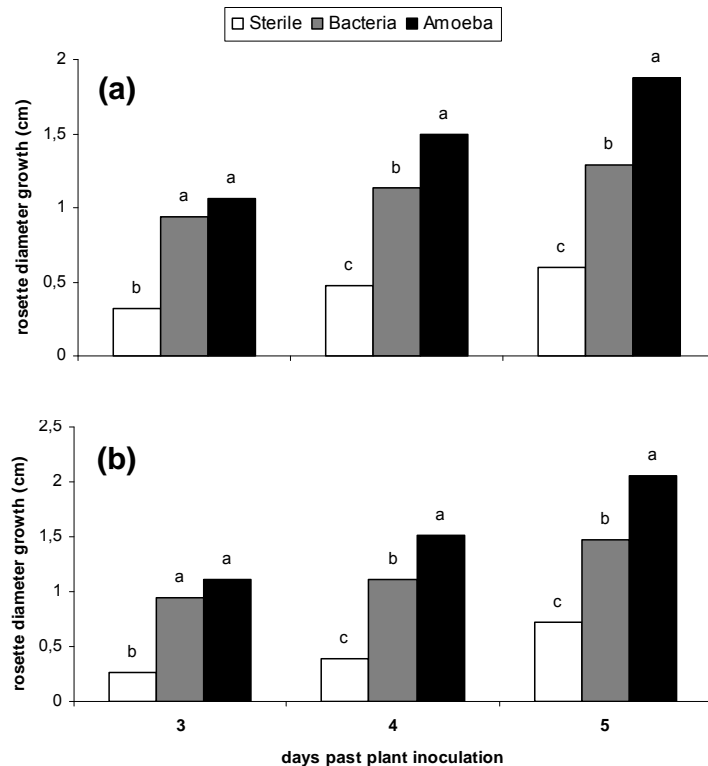 Sterile Bacteria Amoeba
(a)
rosette diameter growth (cm)
2
1,5
1
0,5
0
b a a
c b a
c b a
(b)
rosette diameter growth (cm)
2,5
2
1,5
1
0,5
0
b a a
c b a
c b a
3 4 5
days past plant inoculation